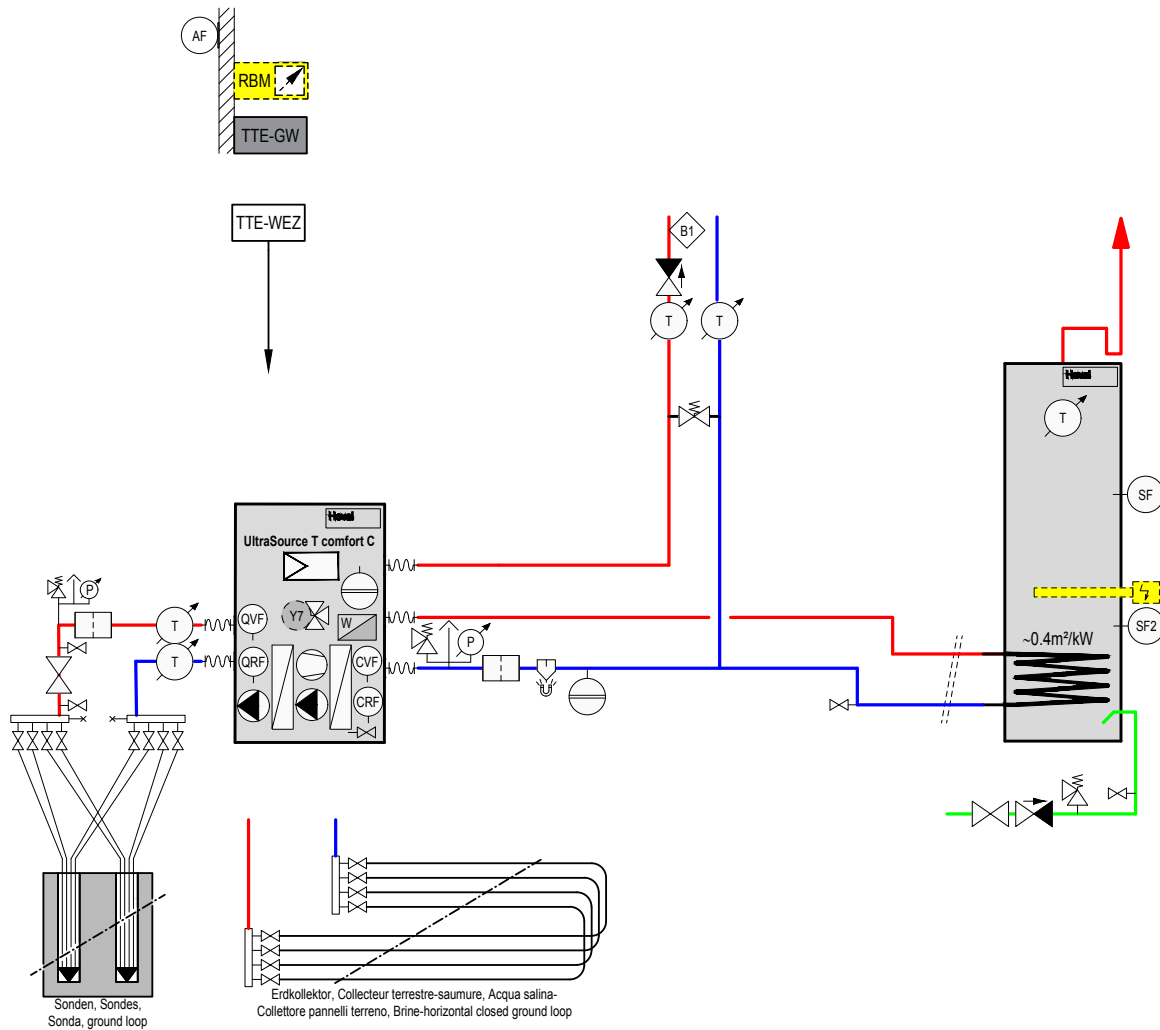 AF
RBM
TTE-GW
TTE-WEZ
B1
T
T
Hoval
T
SF
Hoval
UltraSource T comfort C
P
T
QVF
Y7
W
P
SF2
T
QRF
CVF
~0.4m²/kW
CRF
Sonden, Sondes,
Sonda, ground loop
Erdkollektor, Collecteur terrestre-saumure, Acqua salina-
Collettore pannelli terreno, Brine-horizontal closed ground loop